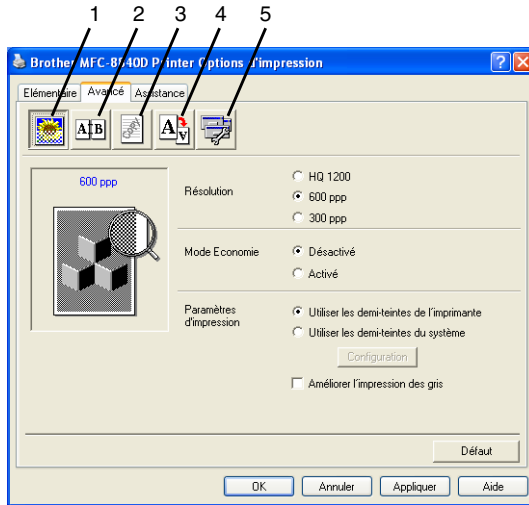 1 2 3 4 5
Brother MFC-8840D Printer Options d'impression
Elémentaire Avancé Assistance
A B
copy
A A
600 ppp
Résolution
HQ 1200
600 ppp
300 ppp
Mode Economie
Désactivé
Activé
Paramètres
d'impression
Utiliser les demi-teintes de l'imprimante
Utiliser les demi-teintes du système
Configuration
Améliorer l'impression des gris
Défaut
OK Annuler Appliquer Aide